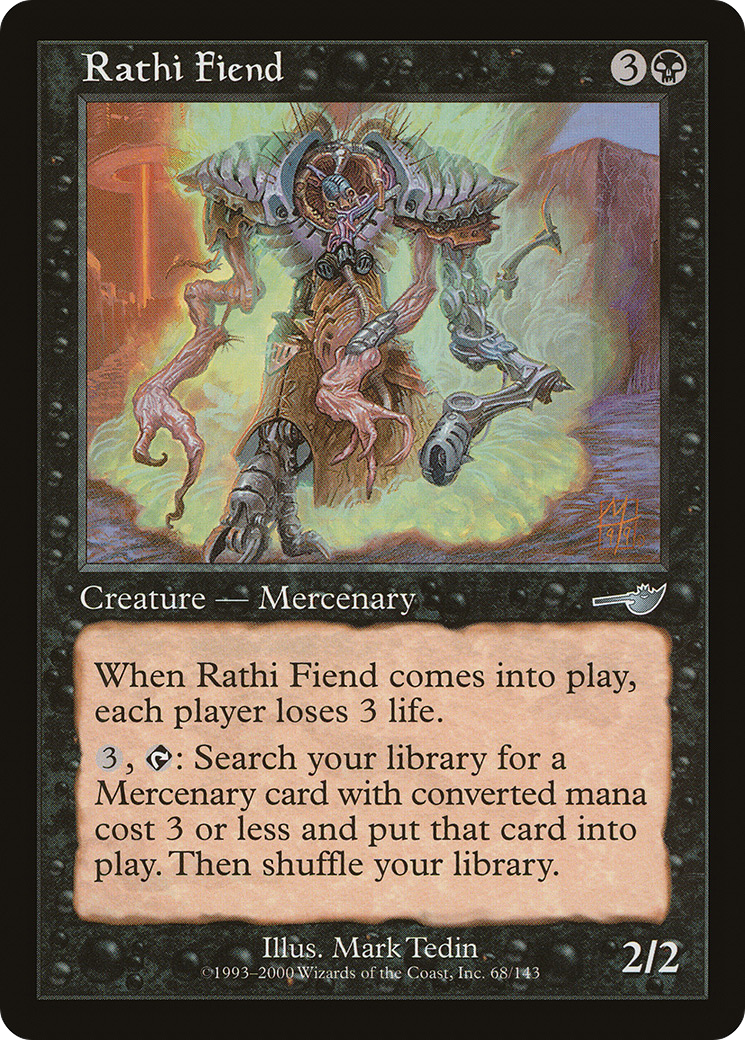 Rathi Fiend 3
Creature — Mercenary
When Rathi Fiend comes into play,
each player loses 3 life.
3, : Search your library for a
Mercenary card with converted mana
cost 3 or less and put that card into
play. Then shuffle your library.
Illus. Mark Tedin
©1993–2000 Wizards of the Coast, Inc. 68/143
2/2